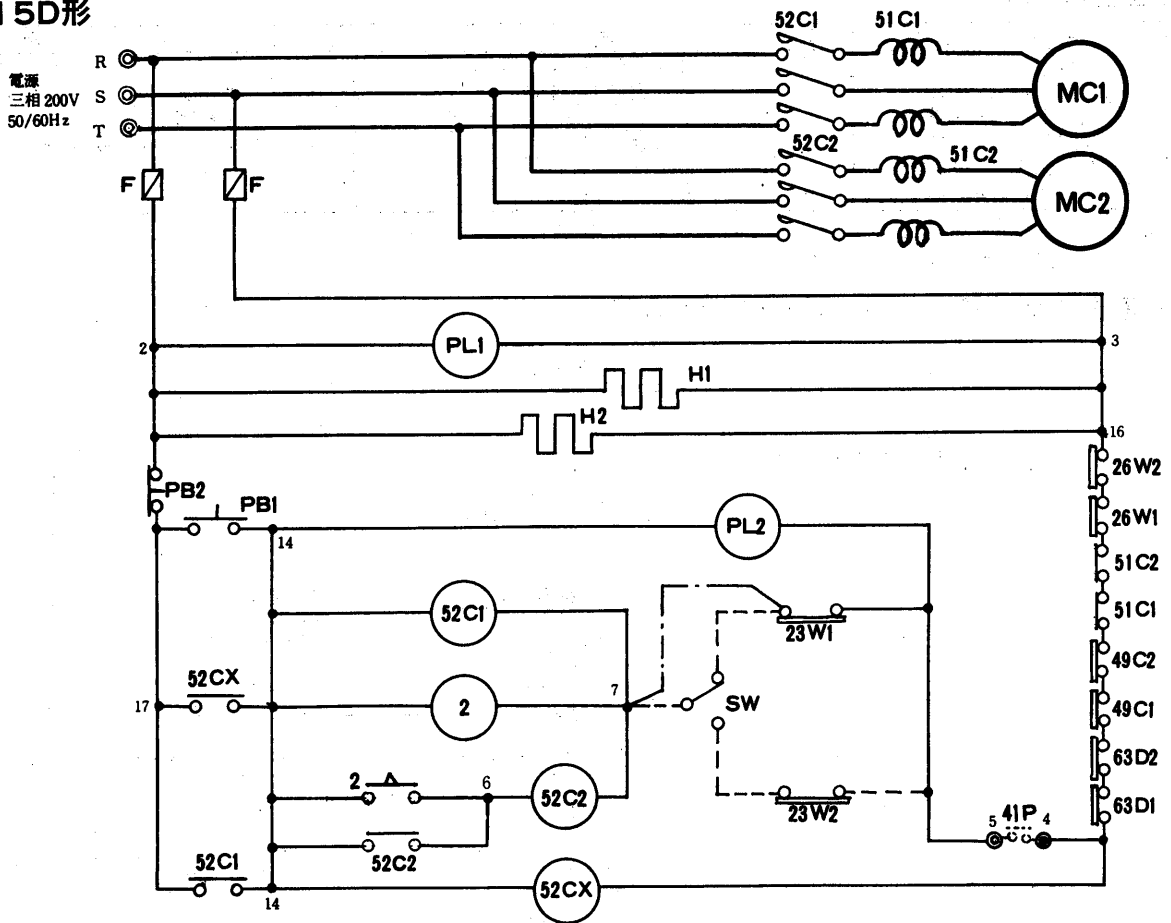 15D形
52C1
51C1
R
電源
三相 200V
50/60Hz
S
T
MC1
52C2
51C2
F
F
MC2
2
PL1
3
H1
H2
16
26W2
PB2
PB1
26W1
14
PL2
51C2
52C1
23W1
51C1
52CX
49C2
17
2
7
SW
49C1
2
6
52C2
63D2
23W2
63D1
52C2
5
41P
4
52C1
52CX
14